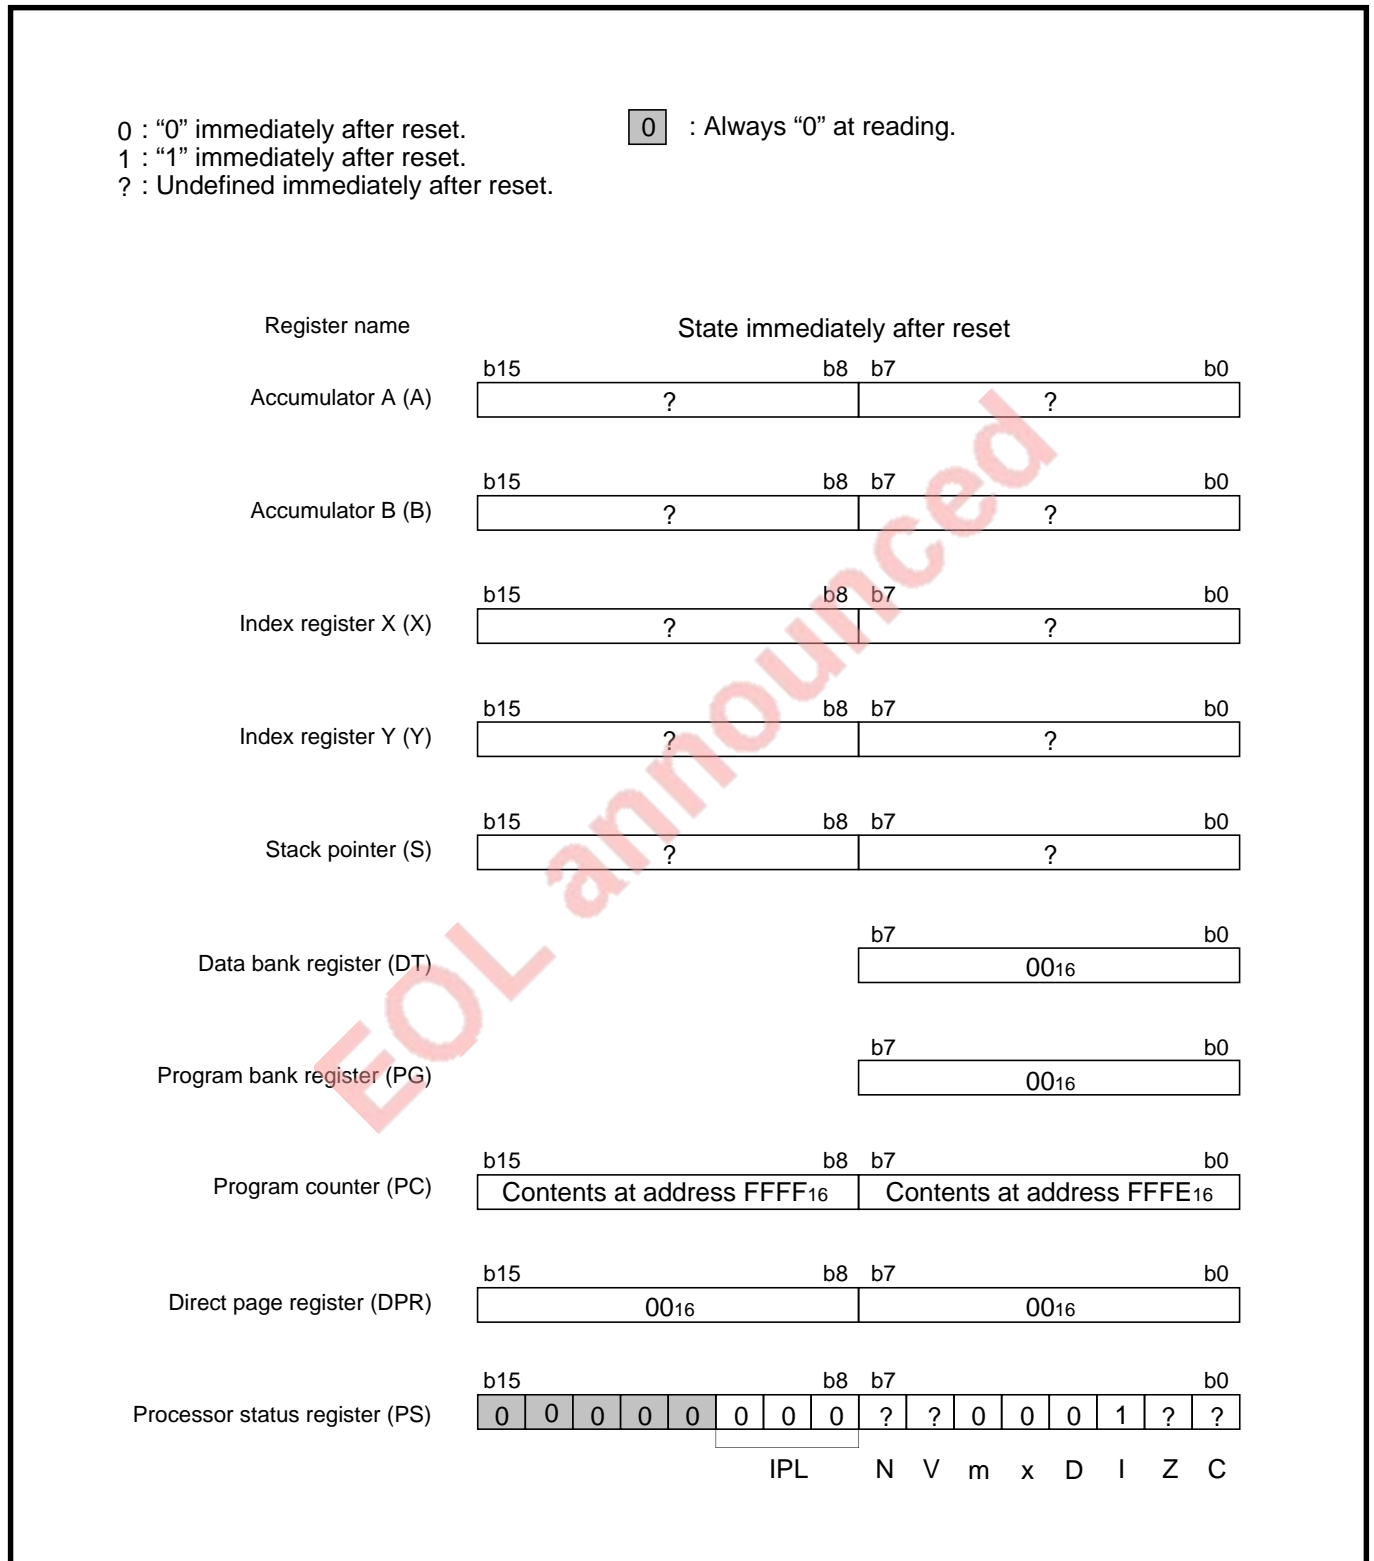 0 : “0” immediately after reset.
1 : “1” immediately after reset.
? : Undefined immediately after reset.
0 : Always “0” at reading.
Register name State immediately after reset
b15 b8 b7 b0
Accumulator A (A) ? ?
b15 b8 b7 b0
Accumulator B (B) ? ?
b15 b8 b7 b0
Index register X (X) ? ?
b15 b8 b7 b0
Index register Y (Y) ? ?
b15 b8 b7 b0
Stack pointer (S) ? ?
b7 b0
Data bank register (DT) 0016
b7 b0
Program bank register (PG) 0016
b15 b8 b7 b0
Program counter (PC) Contents at address FFFF16 Contents at address FFFE16
b15 b8 b7 b0
Direct page register (DPR) 0016 0016
b15 b8 b7 b0
Processor status register (PS) 0 0 0 0 0 0 0 0 ? ? 0 0 0 1 ? ?
IPL N V m x D I Z C
EOL announced